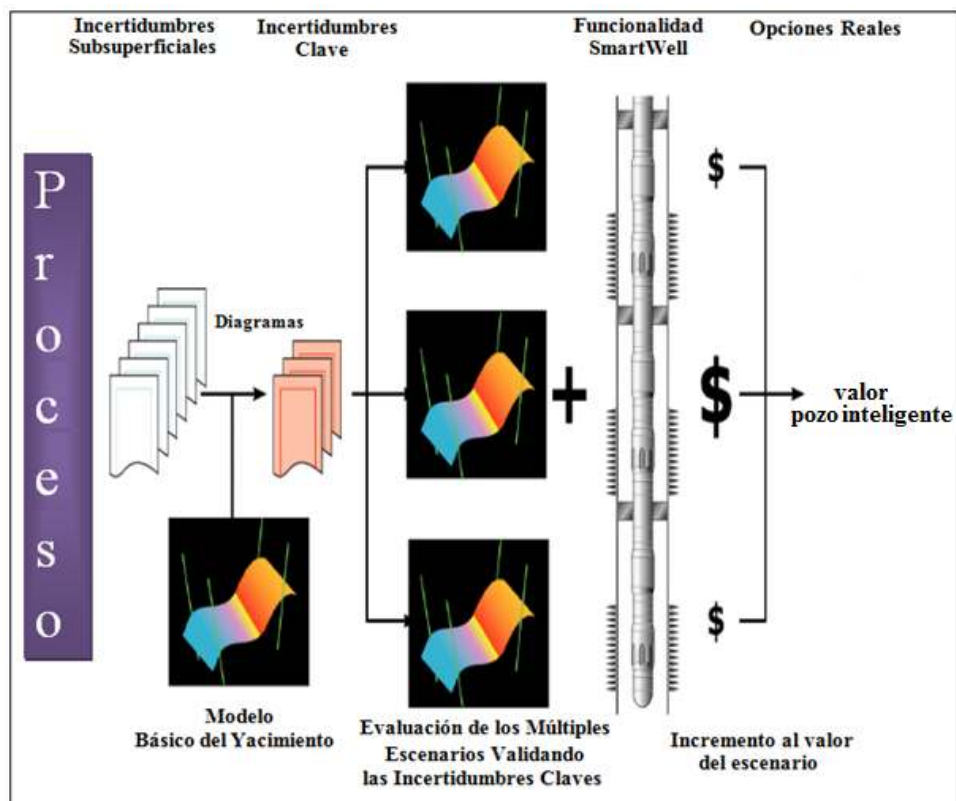 Incertidumbres
Subsuperficiales
Incertidumbres
Clave
Funcionalidad
SmartWell
Opciones Reales
Proceso
Diagramas
$
+
$
$
valor
pozo inteligente
Modelo
Básico del Yacimiento
Evaluación de los Múltiples
Escenarios Validando
las Incertidumbres Claves
Incremento al valor
del escenario